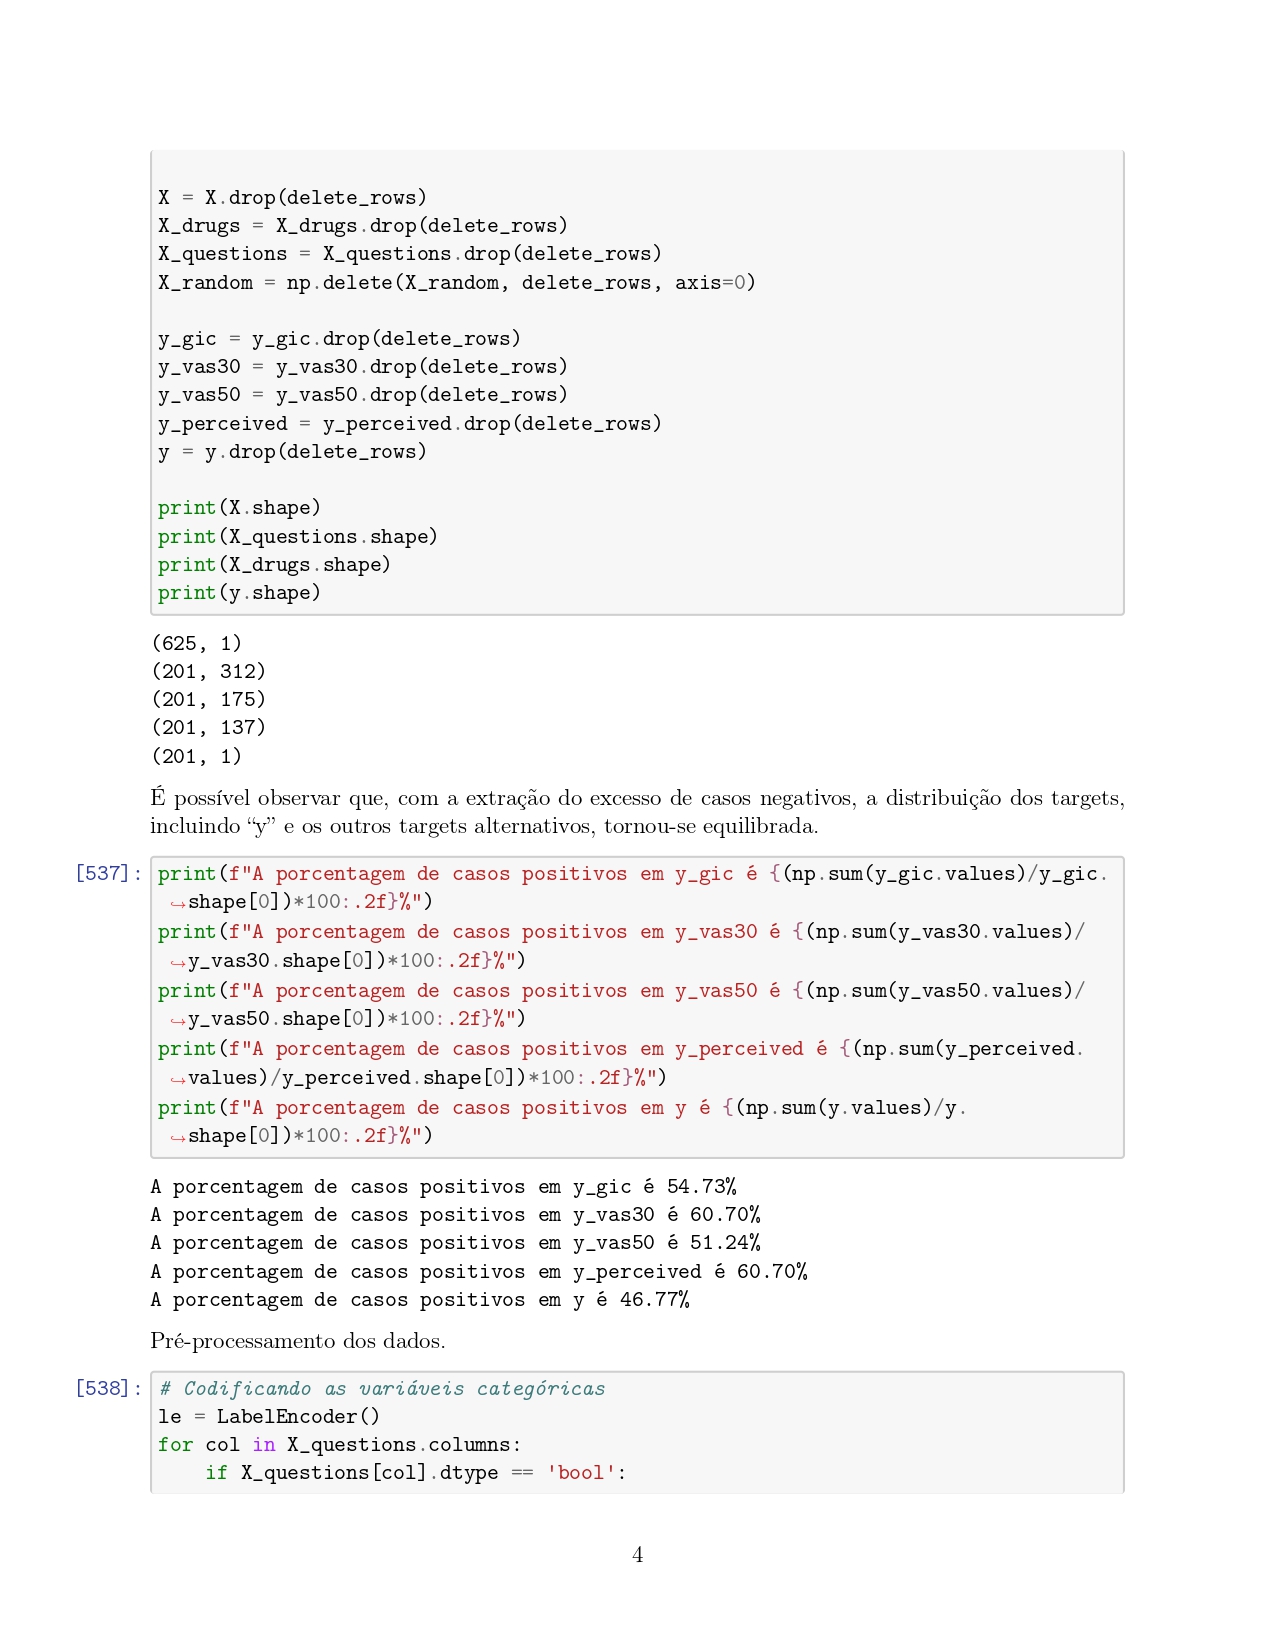 X = X.drop(delete_rows)
X_drugs = X_drugs.drop(delete_rows)
X_questions = X_questions.drop(delete_rows)
X_random = np.delete(X_random, delete_rows, axis=0)
y_gic = y_gic.drop(delete_rows)
y_vas30 = y_vas30.drop(delete_rows)
y_vas50 = y_vas50.drop(delete_rows)
y_perceived = y_perceived.drop(delete_rows)
y = y.drop(delete_rows)
print(X.shape)
print(X_questions.shape)
print(X_drugs.shape)
print(y.shape)
(625, 1)
(201, 312)
(201, 175)
(201, 137)
(201, 1)
É possível observar que, com a extração do excesso de casos negativos, a distribuição dos targets,
incluindo “y” e os outros targets alternativos, tornou-se equilibrada.
[537]: print(f"A porcentagem de casos positivos em y_gic é {(np.sum(y_gic.values)/y_gic.
↪shape[0])*100:.2f}%")
print(f"A porcentagem de casos positivos em y_vas30 é {(np.sum(y_vas30.values)/
↪y_vas30.shape[0])*100:.2f}%")
print(f"A porcentagem de casos positivos em y_vas50 é {(np.sum(y_vas50.values)/
↪y_vas50.shape[0])*100:.2f}%")
print(f"A porcentagem de casos positivos em y_perceived é {(np.sum(y_perceived.
↪values)/y_perceived.shape[0])*100:.2f}%")
print(f"A porcentagem de casos positivos em y é {(np.sum(y.values)/y.
↪shape[0])*100:.2f}%")
A porcentagem de casos positivos em y_gic é 54.73%
A porcentagem de casos positivos em y_vas30 é 60.70%
A porcentagem de casos positivos em y_vas50 é 51.24%
A porcentagem de casos positivos em y_perceived é 60.70%
A porcentagem de casos positivos em y é 46.77%
Pré-processamento dos dados.
[538]: # Codificando as variáveis categóricas
le = LabelEncoder()
for col in X_questions.columns:
    if X_questions[col].dtype == 'bool':
4